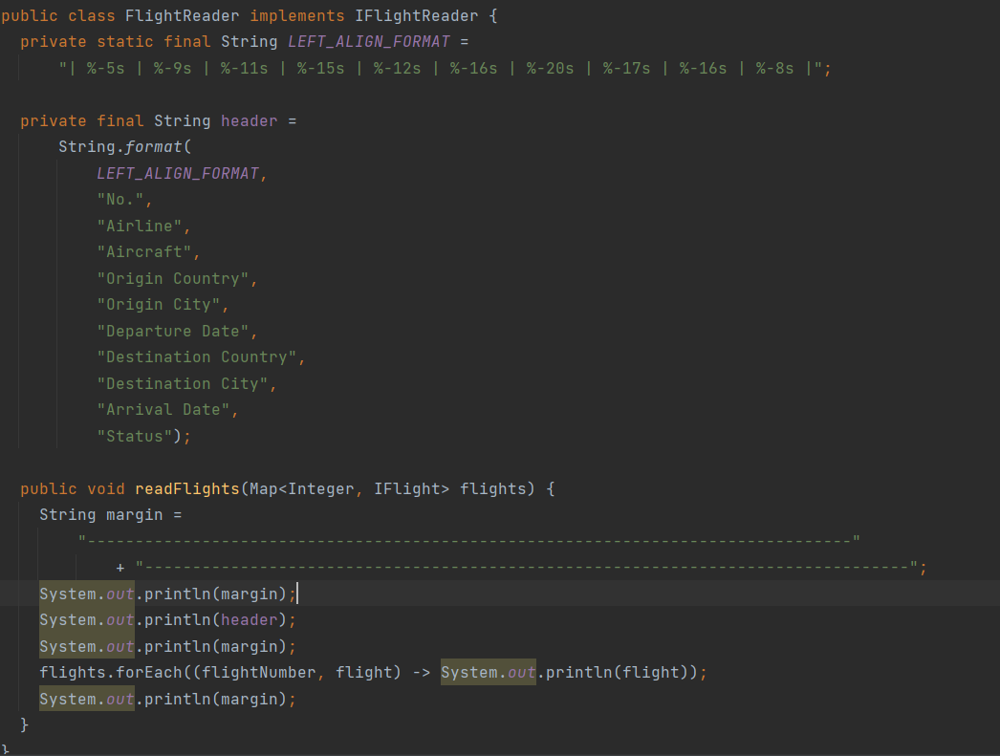 public class FlightReader implements IFlightReader {
private static final String LEFT_ALIGN_FORMAT =
"| %-5s | %-9s | %-11s | %-15s | %-12s | %-16s | %-20s | %-17s | %-16s | %-8s |";
private final String header =
String.format(
LEFT_ALIGN_FORMAT,
"No.",
"Airline",
"Aircraft",
"Origin Country",
"Origin City",
"Departure Date",
"Destination Country",
"Destination City",
"Arrival Date",
"Status");
public void readFlights(Map<Integer, IFlight> flights) {
String margin =
"--------------------------------------------------------------------------------"
+ "--------------------------------------------------------------------------------";
System.out.println(margin);
System.out.println(header);
System.out.println(margin);
flights.forEach((flightNumber, flight) -> System.out.println(flight));
System.out.println(margin);
}
}